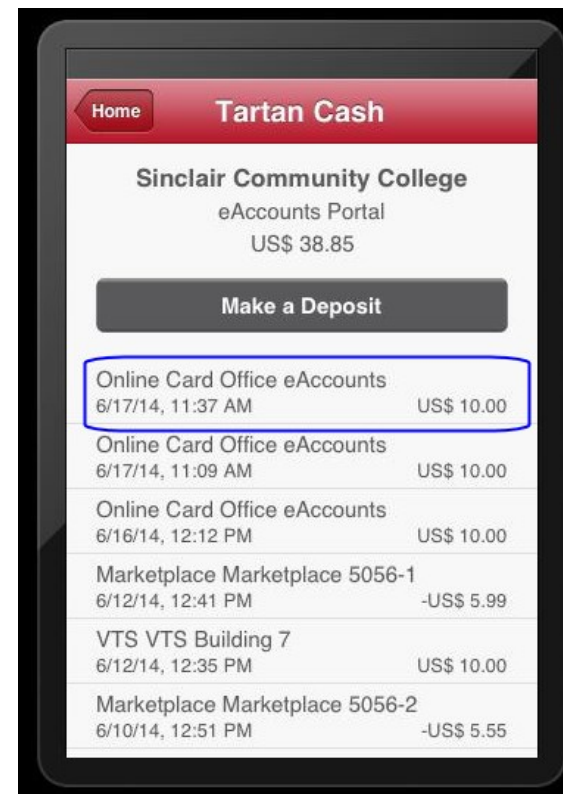 Home
Tartan Cash
Sinclair Community College
eAccounts Portal
US$ 38.85
Make a Deposit
Online Card Office eAccounts
6/17/14, 11:37 AM US$ 10.00
Online Card Office eAccounts
6/17/14, 11:09 AM US$ 10.00
Online Card Office eAccounts
6/16/14, 12:12 PM US$ 10.00
Marketplace Marketplace 5056-1
6/12/14, 12:41 PM -US$ 5.99
VTS VTS Building 7
6/12/14, 12:35 PM US$ 10.00
Marketplace Marketplace 5056-2
6/10/14, 12:51 PM -US$ 5.55